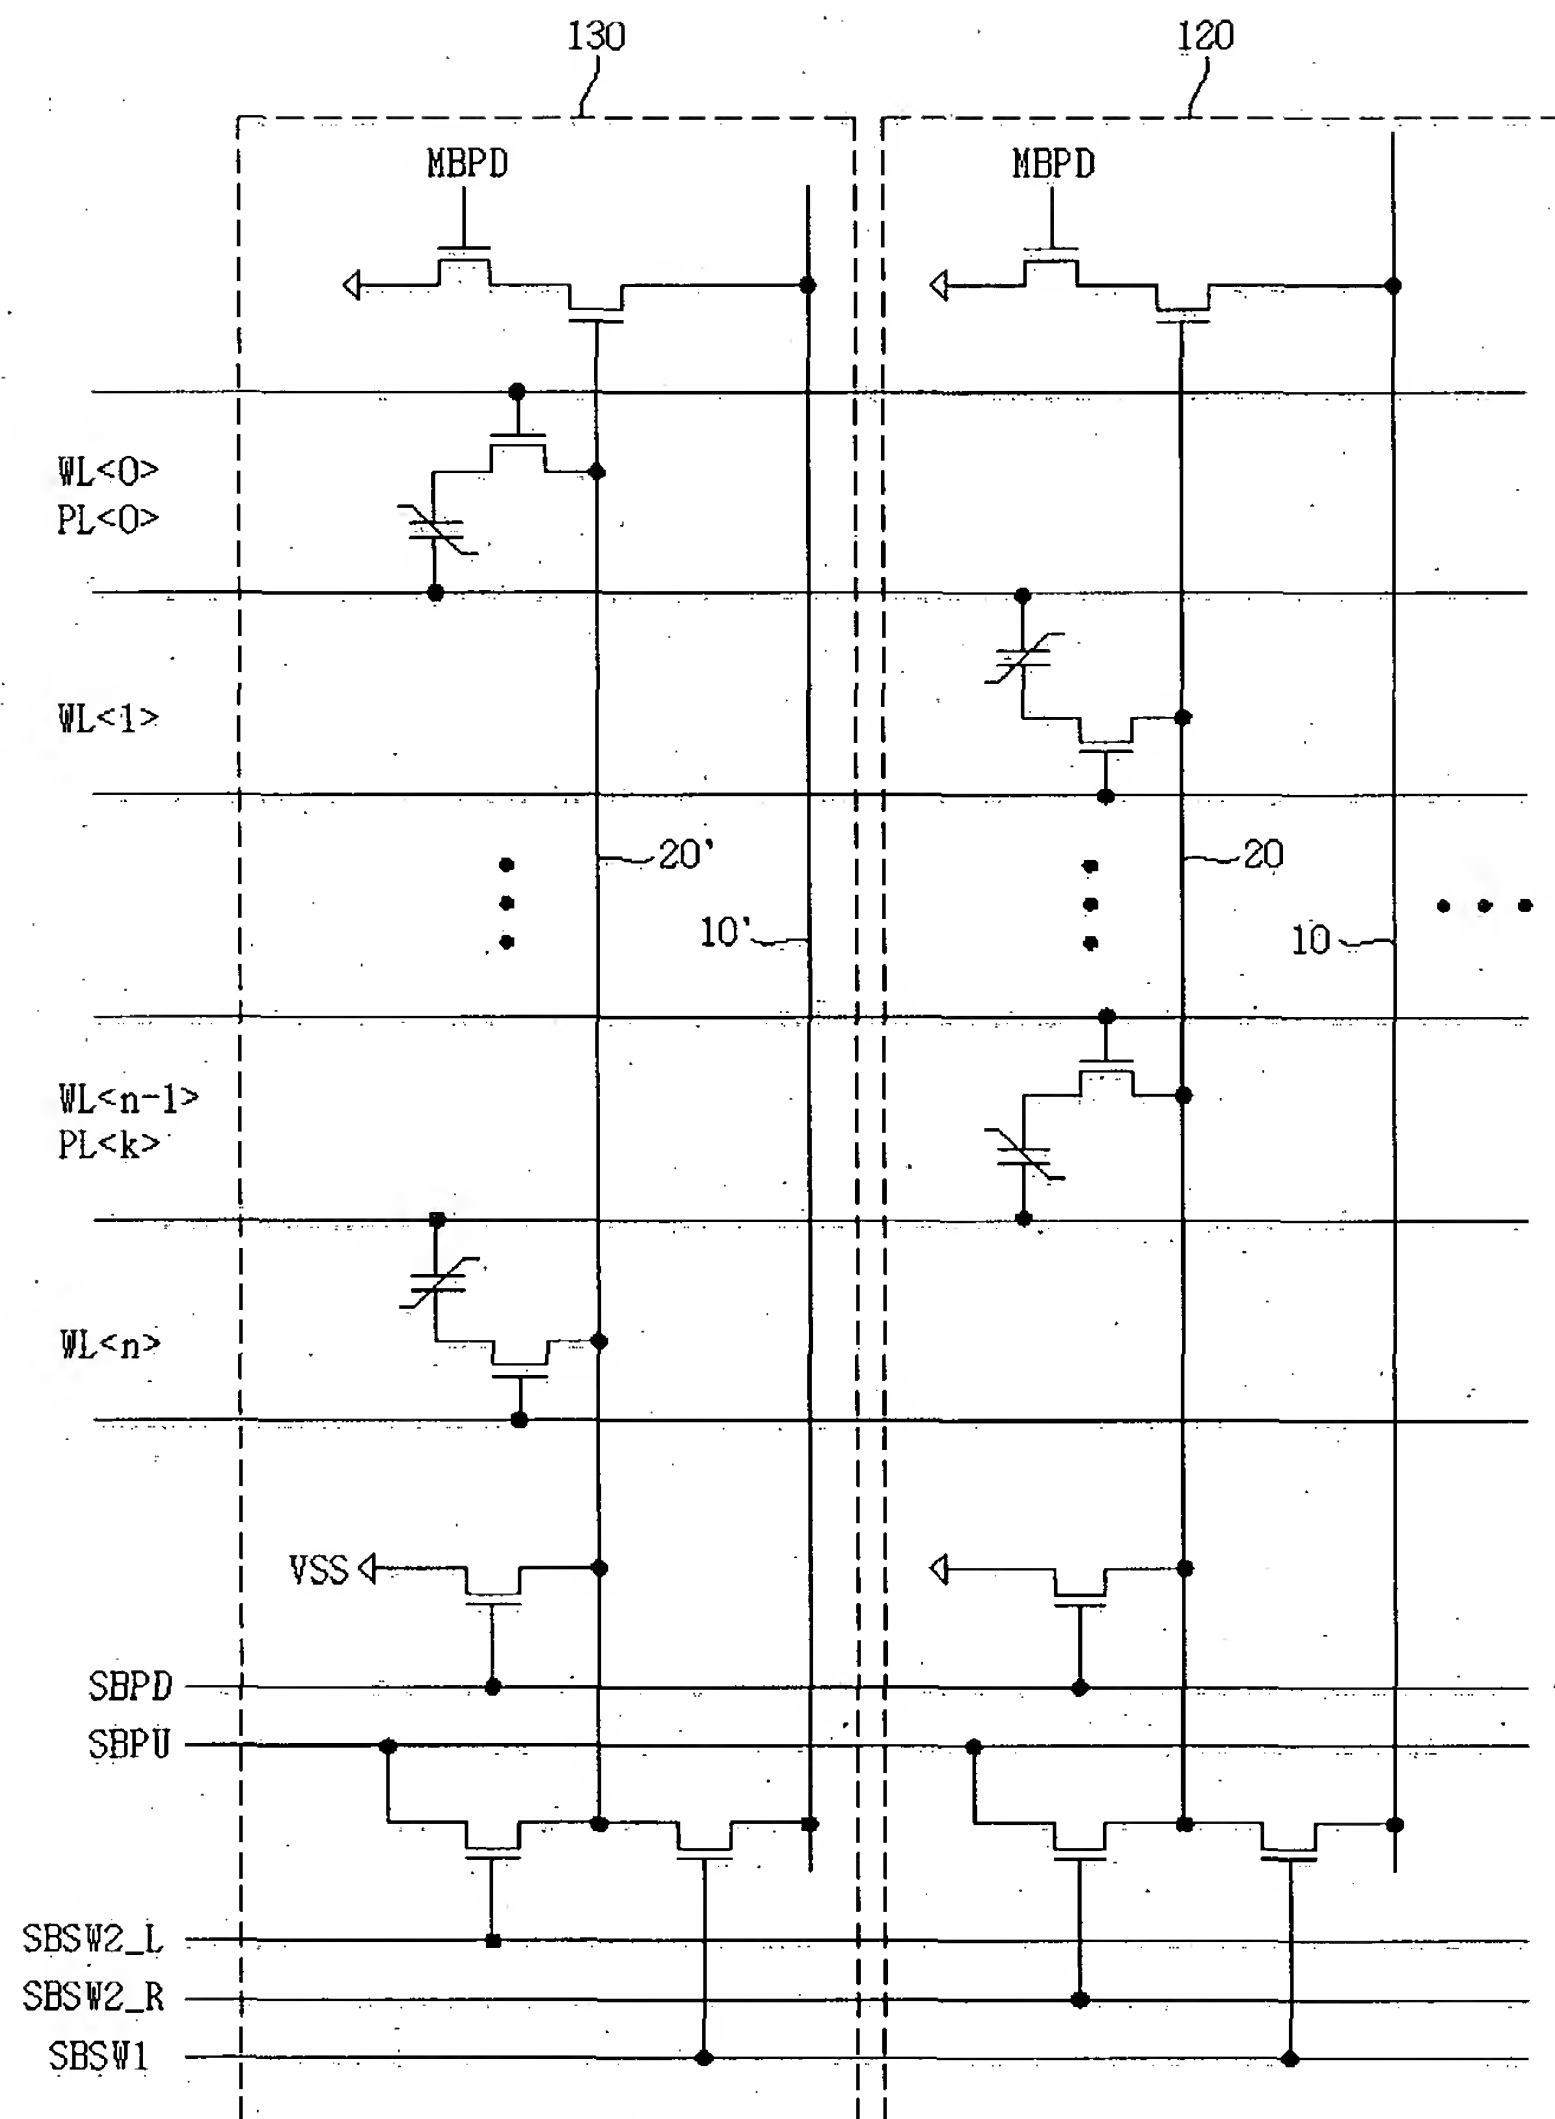 130
120
MBPD
MBPD
WL<0>
PL<0>
WL<1>
20'
20
10'
10
WL<n-1>
PL<k>
WL<n>
VSS
SBPD
SBPU
SBSW2_L
SBSW2_R
SBSW1